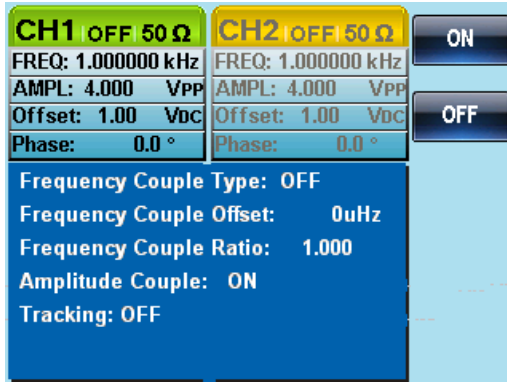 CH1 OFF 50 Ω
FREQ: 1.000000 kHz
AMPL: 4.000 VPP
Offset: 1.00 VDC
Phase: 0.0 °
CH2 OFF 50 Ω
FREQ: 1.000000 kHz
AMPL: 4.000 VPP
Offset: 1.00 VDC
Phase: 0.0 °
ON
OFF
Frequency Couple Type: OFF
Frequency Couple Offset: 0uHz
Frequency Couple Ratio: 1.000
Amplitude Couple: ON
Tracking: OFF